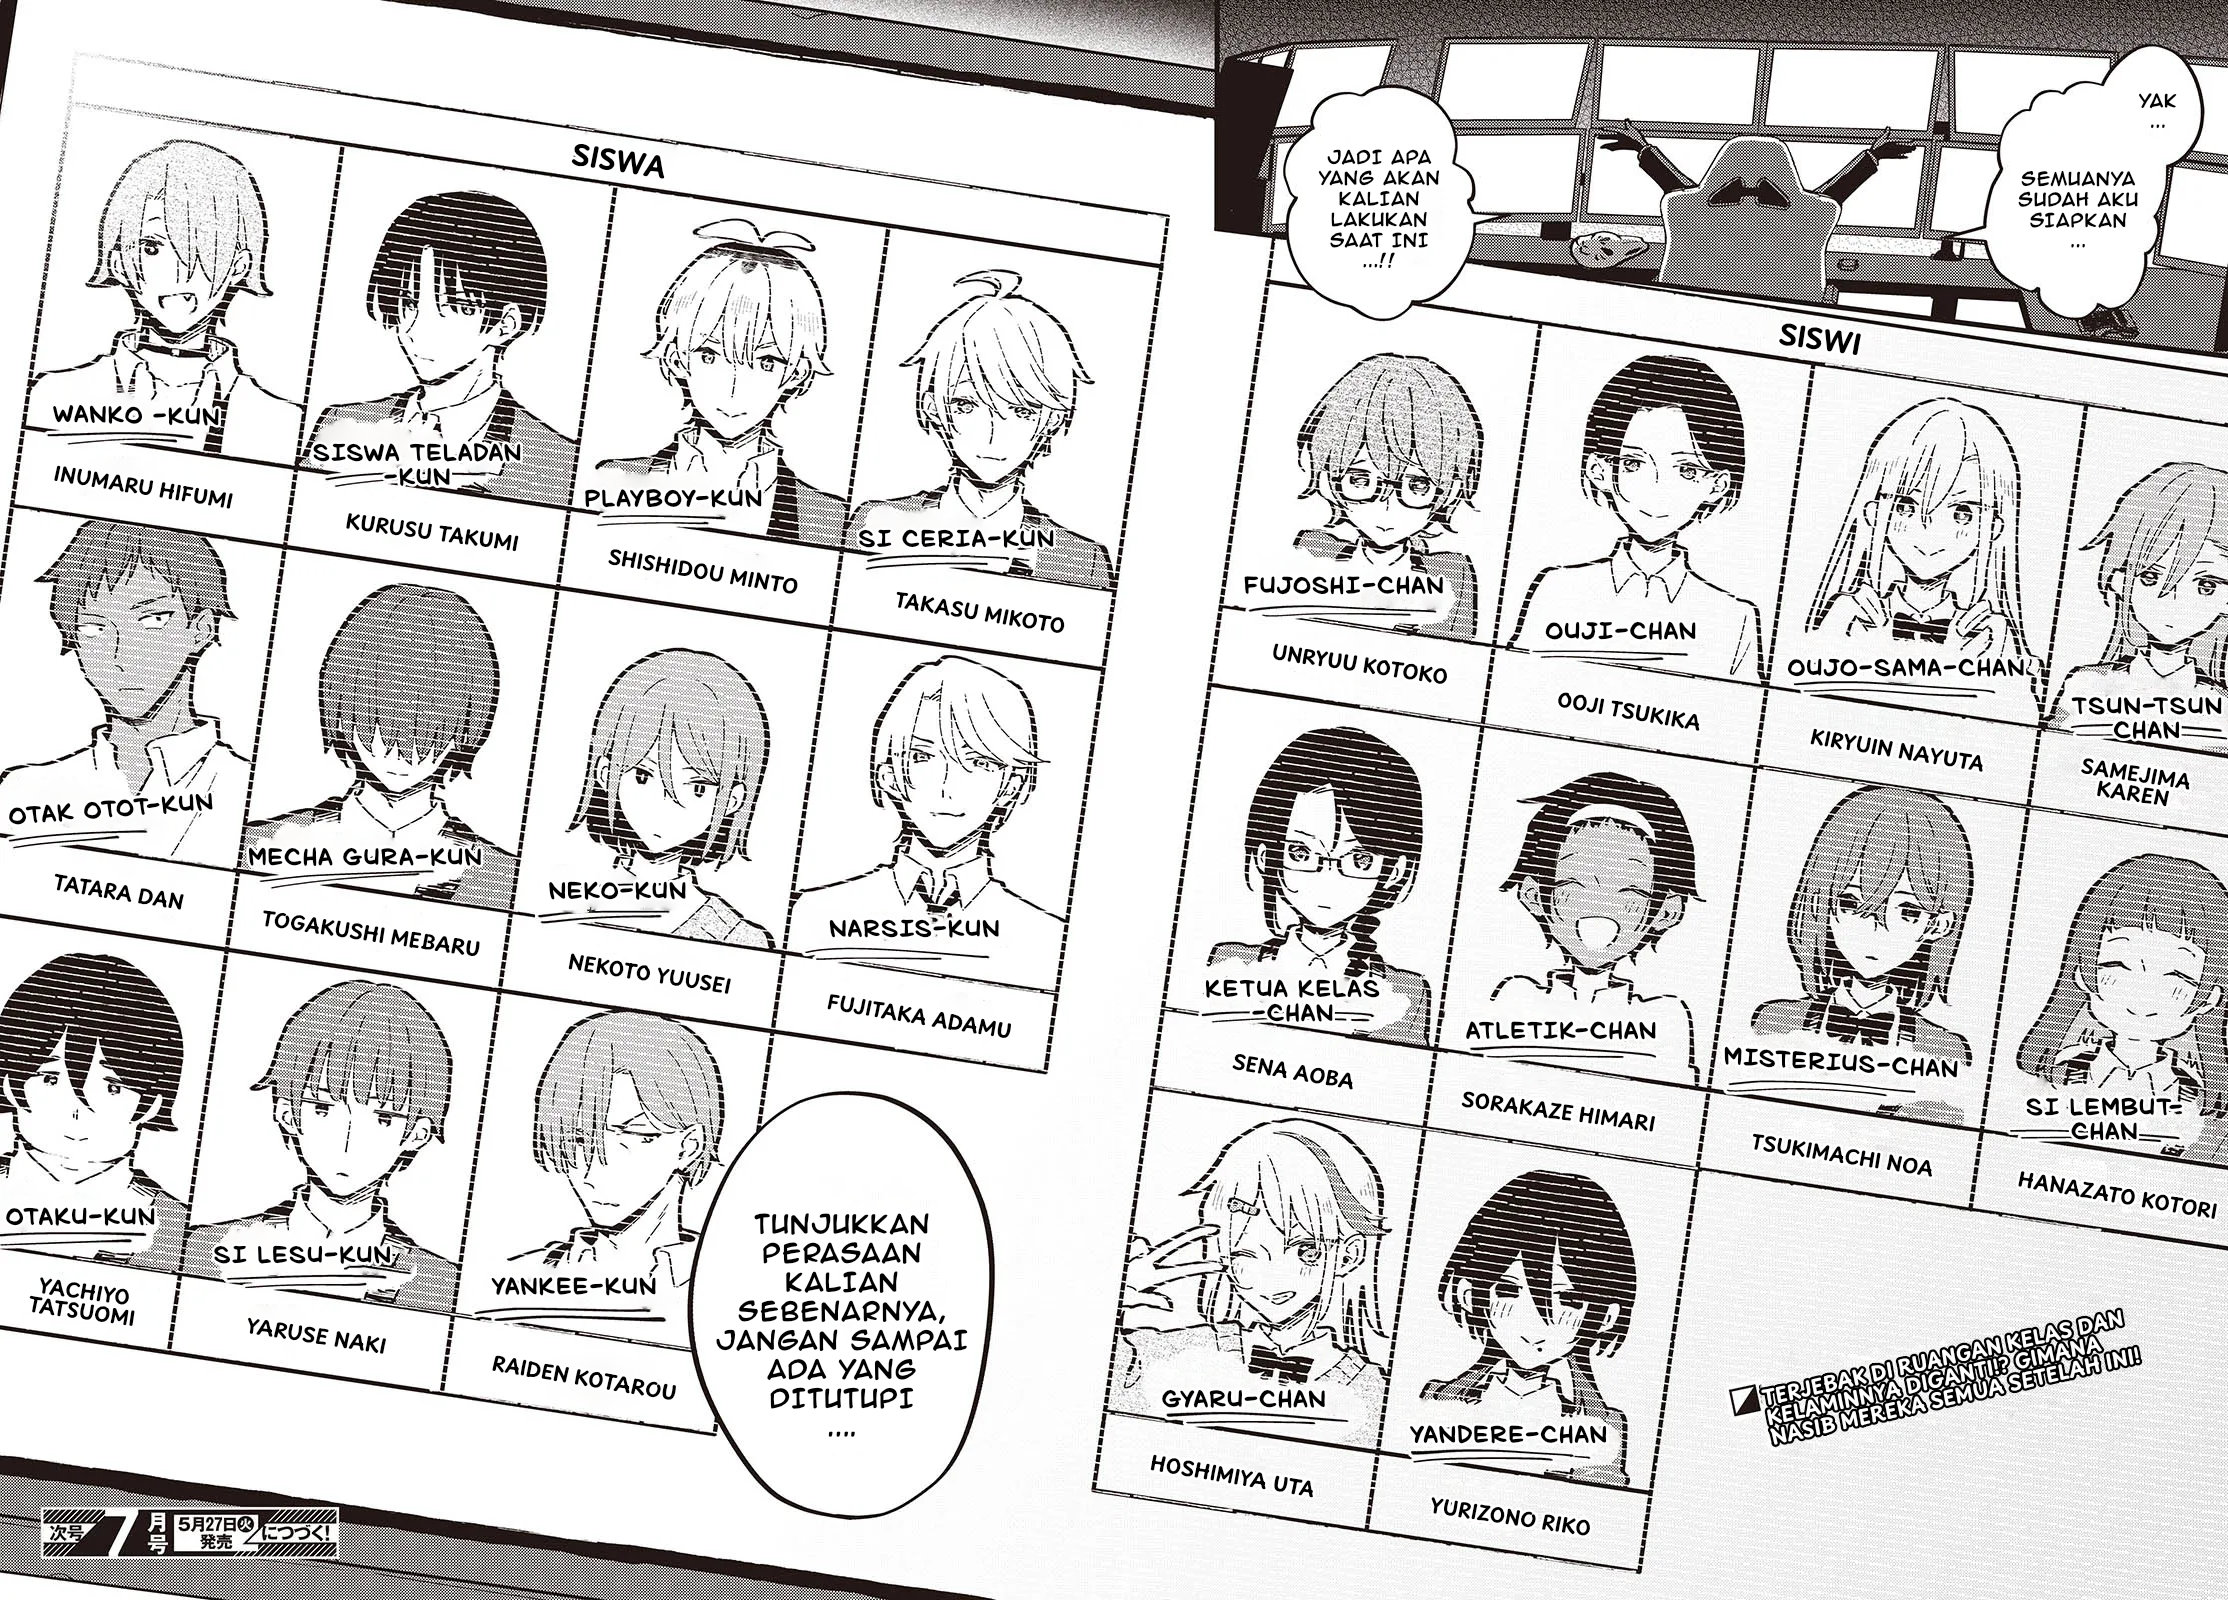 YAK
...
SEMUANYA
SUDAH AKU
SIAPKAN
...
JADI APA
YANG AKAN
KALIAN
LAKUKAN
SAAT INI
...!!
SISWI
FUJOSHI-CHAN
UNRYUU KOTOKO
OUJI-CHAN
OOJI TSUKIKA
OUJO-SAMA-CHAN
KIRYUIN NAYUTA
TSUN-TSUN
CHAN
SAMEJIMA
KAREN
KETUA KELAS
-CHAN
SENA AOBA
ATLETIK-CHAN
SORAKAZE HIMARI
MISTERIUS-CHAN
TSUKIMACHI NOA
SI LEMBUT-
CHAN
HANAZATO KOTORI
GYARU-CHAN
HOSHIMIYA UTA
YANDERE-CHAN
YURIZONO RIKO
TERJEBAK DI RUANGAN KELAS DAN
KELAMINNYA DIGANTI!? GIMANA
NASIB MEREKA SEMUA SETELAH INI!
SISWA
WANKO -KUN
INUMARU HIFUMI
SISWA TELADAN
-KUN
KURUSU TAKUMI
PLAYBOY-KUN
SHISHIDOU MINTO
SI CERIA-KUN
TAKASU MIKOTO
OTAK OTOT-KUN
TATARA DAN
MECHA GURA-KUN
TOGAKUSHI MEBARU
NEKO-KUN
NEKOTO YUUSEI
NARSIS-KUN
FUJITAKA ADAMU
OTAKU-KUN
YACHIYO
TATSUOMI
SI LESU-KUN
YARUSE NAKI
YANKEE-KUN
RAIDEN KOTAROU
TUNJUKKAN
PERASAAN
KALIAN
SEBENARNYA,
JANGAN SAMPAI
ADA YANG
DITUTUPI
....
次号7月号 5月27日火発売 につづく!